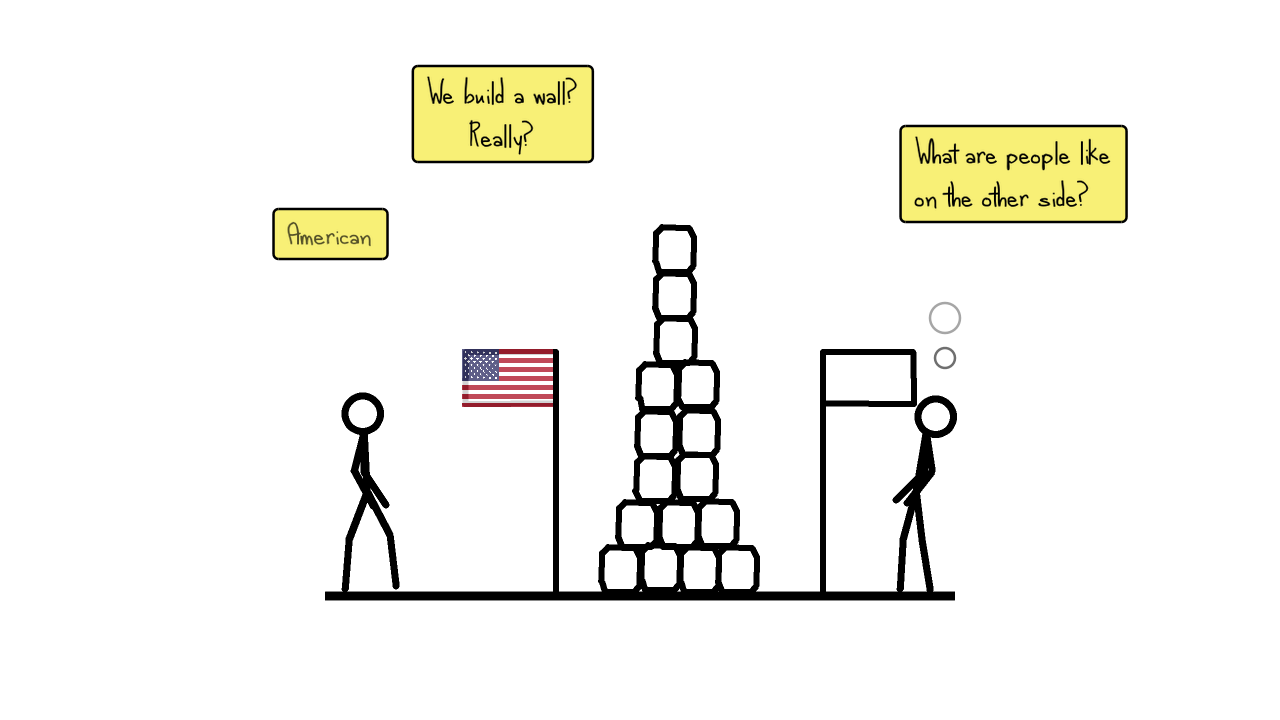 We build a wall?
Really?
What are people like
on the other side?
American